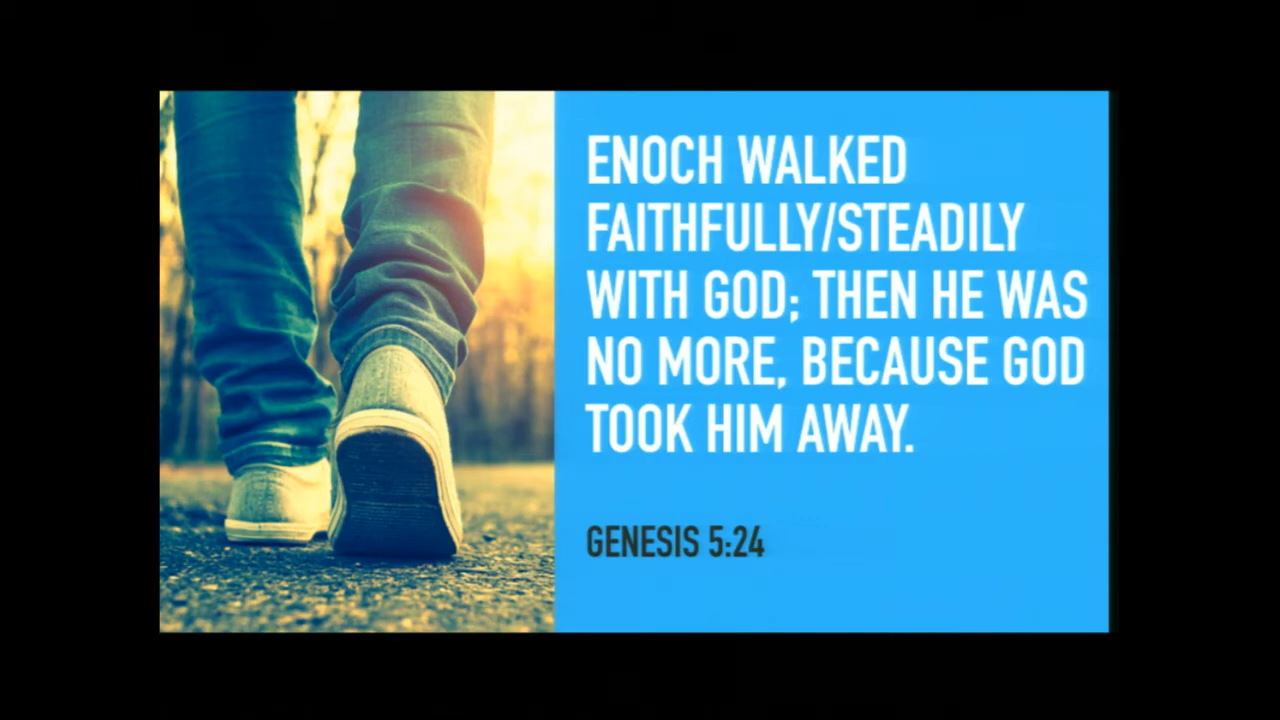 ENOCH WALKED
FAITHFULLY/STEADILY
WITH GOD; THEN HE WAS
NO MORE, BECAUSE GOD
TOOK HIM AWAY.
GENESIS 5:24